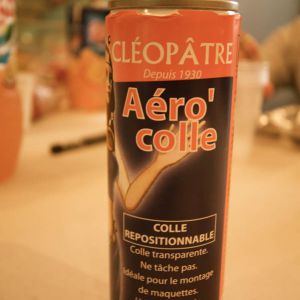 CLÉOPÂTRE
Depuis 1930
Aéro'
colle
COLLE
REPOSITIONNABLE
Colle transparente.
Ne tâche pas.
Idéale pour le montage
de maquettes.